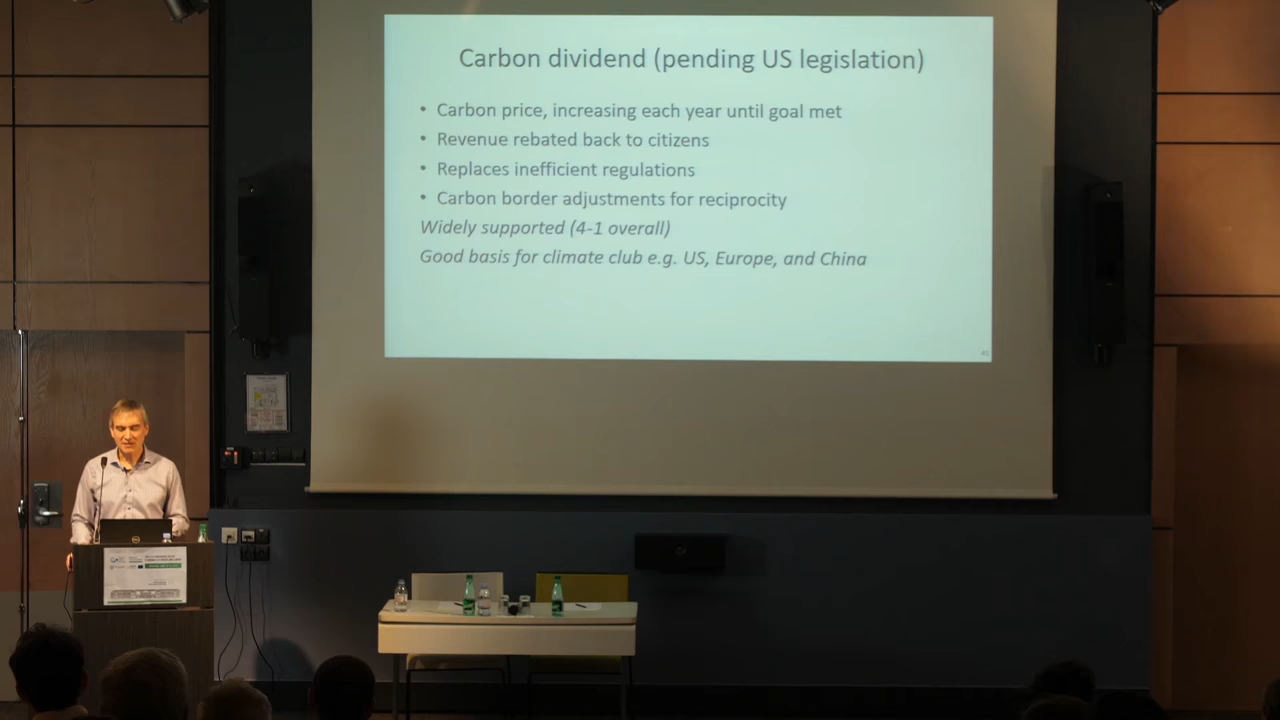 Carbon dividend (pending US legislation)
• Carbon price, increasing each year until goal met
• Revenue rebated back to citizens
• Replaces inefficient regulations
• Carbon border adjustments for reciprocity
Widely supported (4-1 overall)
Good basis for climate club e.g. US, Europe, and China